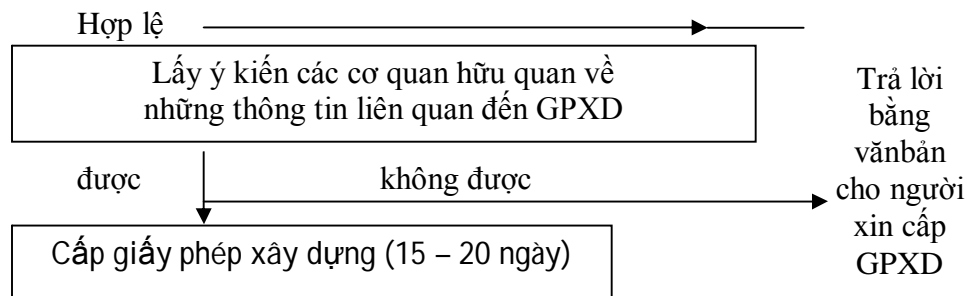 Hợp lệ
Lấy ý kiến các cơ quan hữu quan về
những thông tin liên quan đến GPXD
được
không được
Cấp giấy phép xây dựng (15 – 20 ngày)
Trả lời
bằng
vănbản
cho người
xin cấp
GPXD